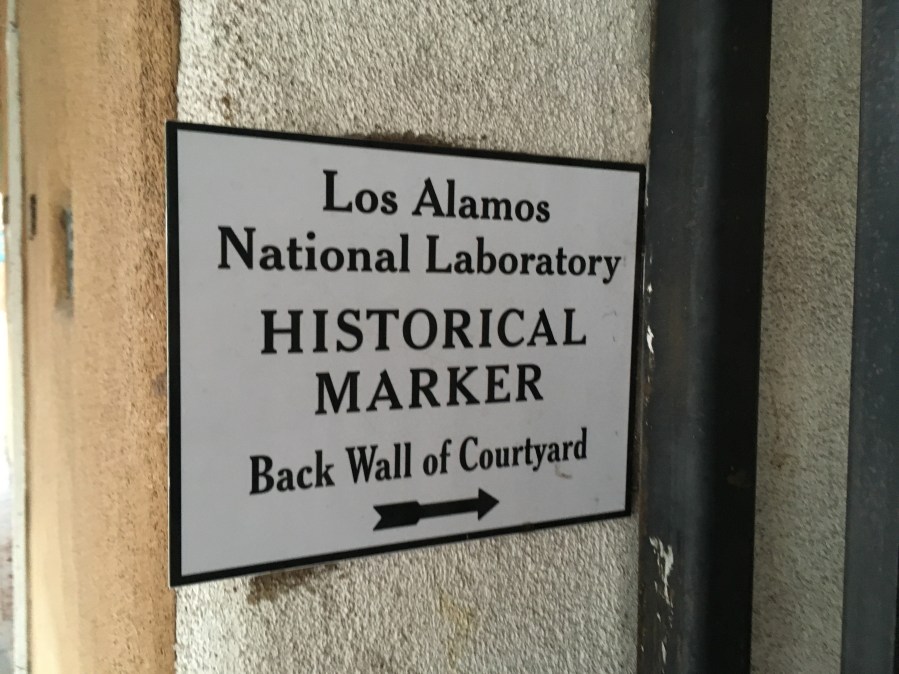 Los Alamos
National Laboratory
HISTORICAL
MARKER
Back Wall of Courtyard